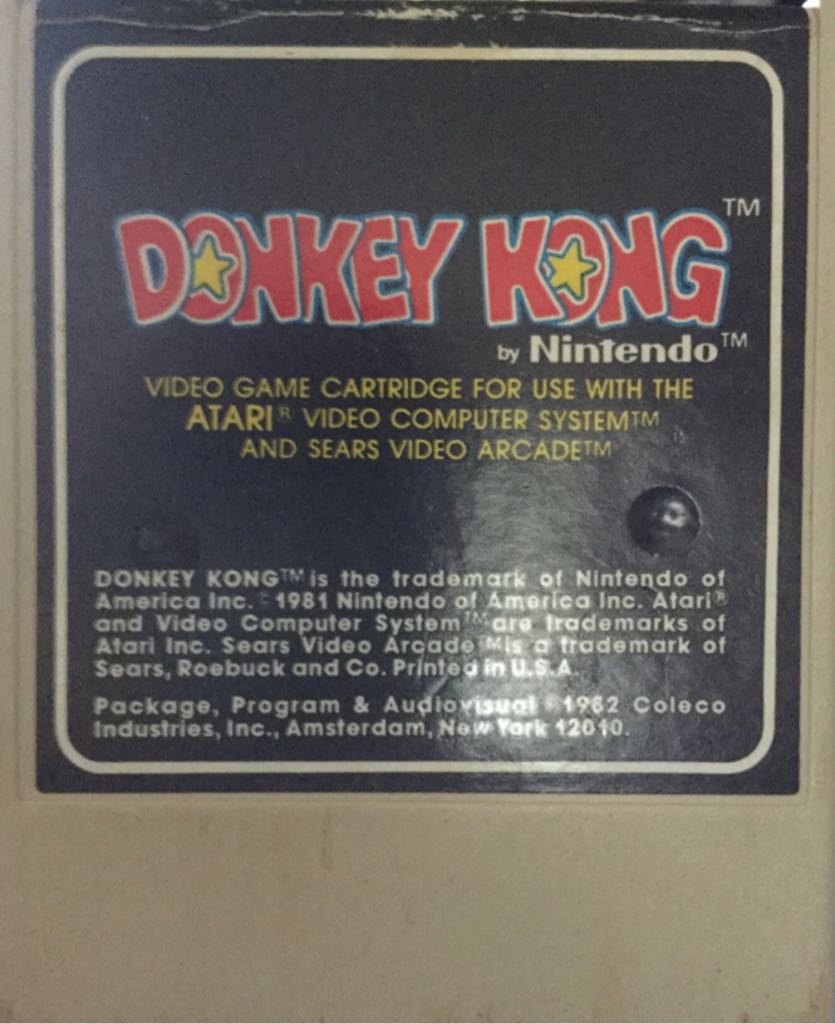 DONKEY KONG™
by Nintendo™
VIDEO GAME CARTRIDGE FOR USE WITH THE
ATARI® VIDEO COMPUTER SYSTEM™
AND SEARS VIDEO ARCADE™
DONKEY KONG™ is the trademark of Nintendo of
America Inc. © 1981 Nintendo of America Inc. Atari®
and Video Computer System™ are trademarks of
Atari Inc. Sears Video Arcade™ is a trademark of
Sears, Roebuck and Co. Printed in U.S.A.
Package, Program & Audiovisual © 1982 Coleco
Industries, Inc., Amsterdam, New York 12010.